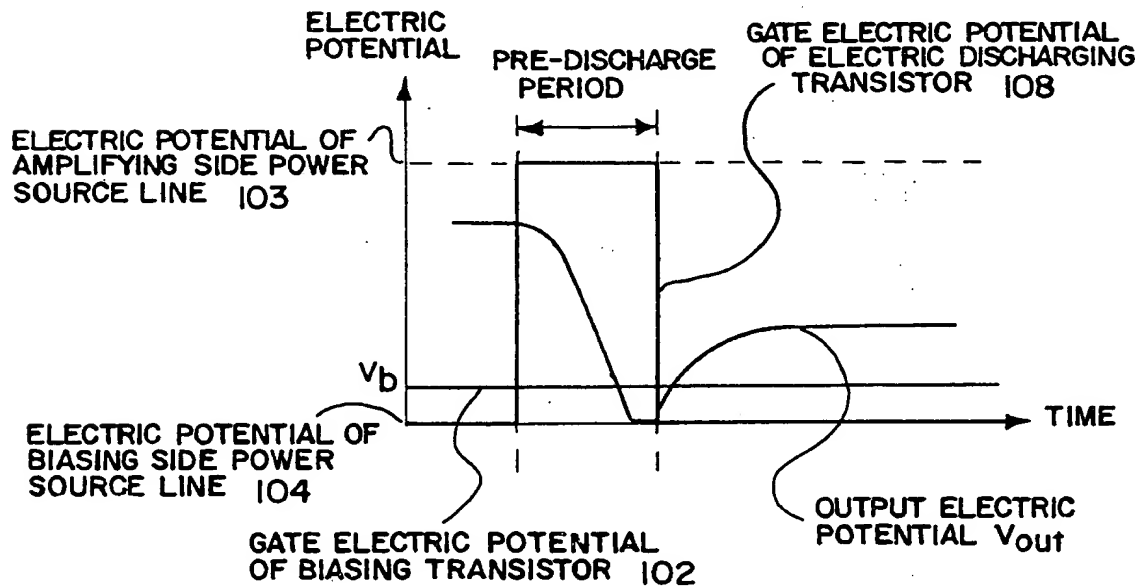 ELECTRIC
POTENTIAL
PRE-DISCHARGE
PERIOD
GATE ELECTRIC POTENTIAL
OF ELECTRIC DISCHARGING
TRANSISTOR 108
ELECTRIC POTENTIAL OF
AMPLIFYING SIDE POWER
SOURCE LINE 103
Vb
TIME
ELECTRIC POTENTIAL OF
BIASING SIDE POWER
SOURCE LINE 104
OUTPUT ELECTRIC
POTENTIAL Vout
GATE ELECTRIC POTENTIAL
OF BIASING TRANSISTOR 102